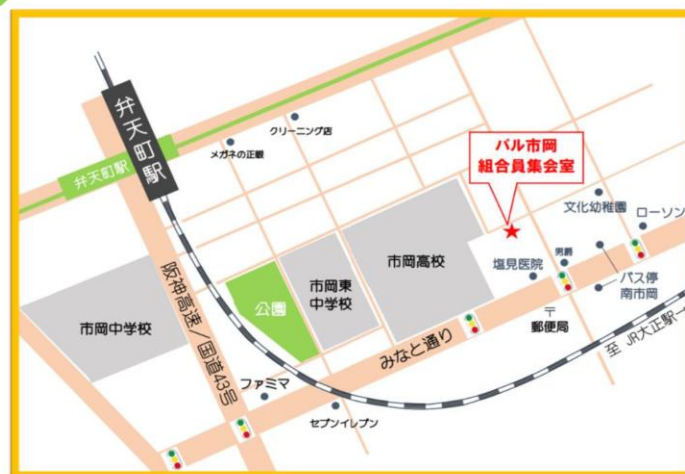 弁天町駅
弁天町駅
クリーニング店
メガネの正視
パル市岡
組合員集会室
文化幼稚園
ローソン
市岡高校
男爵
塩見医院
バス停
南市岡
市岡東
中学校
公園
市岡中学校
阪神高速/国道43号
〒
郵便局
みなと通り
至 JR大正駅→
ファミマ
セブンイレブン